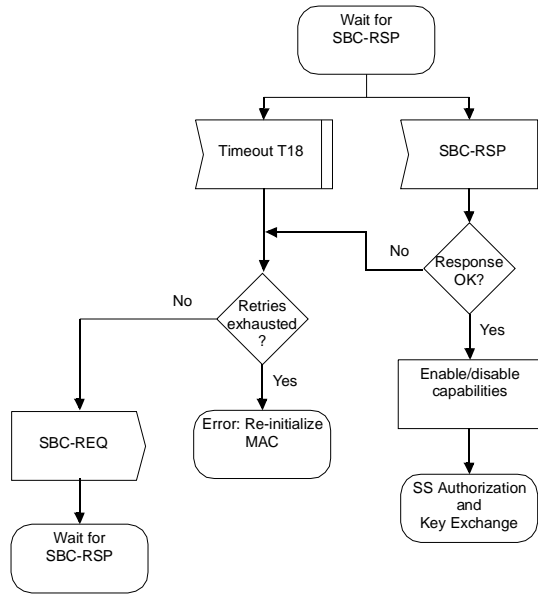 Wait for
SBC-RSP
Timeout T18
SBC-RSP
No
Response
OK?
No
Retries
exhausted
?
Yes
Yes
Enable/disable
capabilities
SBC-REQ
Error: Re-initialize
MAC
SS Authorization
and
Key Exchange
Wait for
SBC-RSP